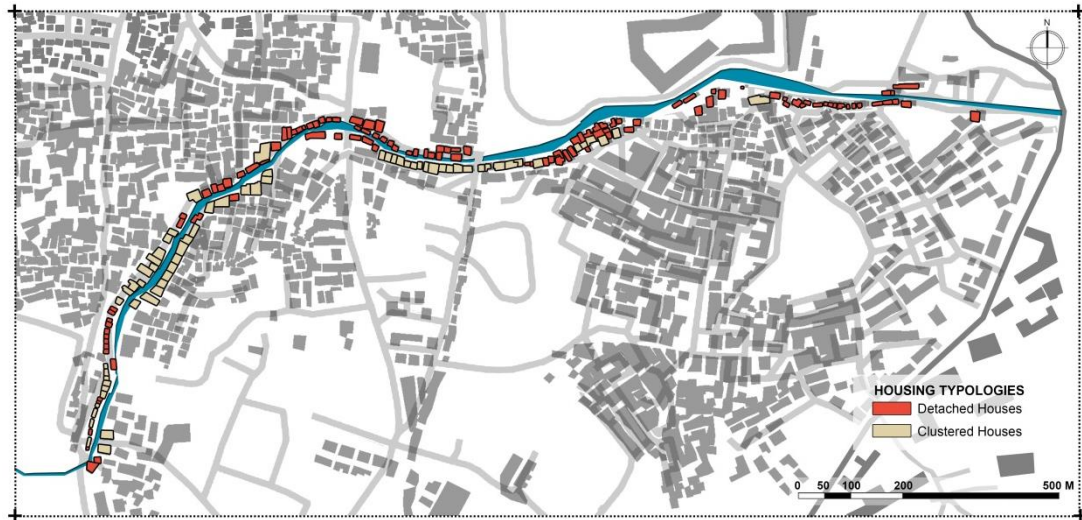 N
HOUSING TYPOLOGIES
Detached Houses
Clustered Houses
0 50 100 200 500 M